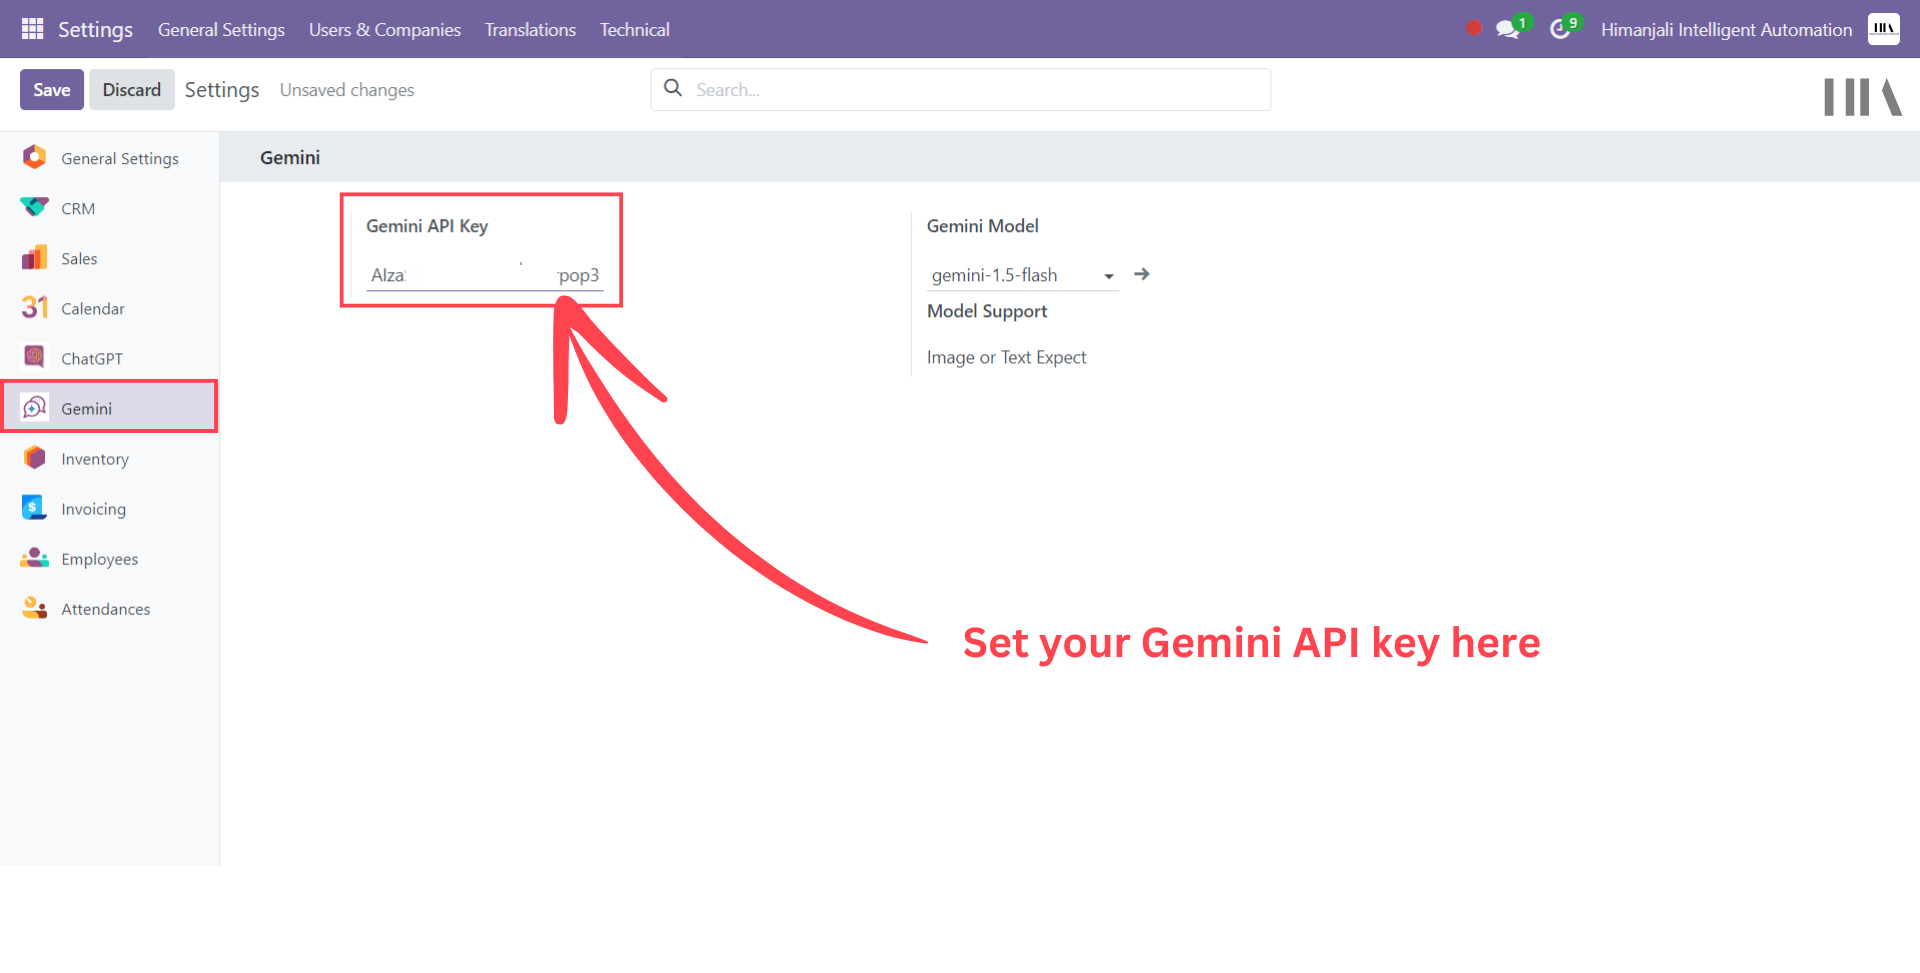 Settings General Settings Users & Companies Translations Technical 1 9 Himanjali Intelligent Automation
Save Discard Settings Unsaved changes Search...
General Settings
CRM
Sales
31 Calendar
ChatGPT
Gemini
Inventory
Invoicing
Employees
Attendances
Gemini
Gemini API Key
pop3
Gemini Model
gemini-1.5-flash
Model Support
Image or Text Expect
Set your Gemini API key here